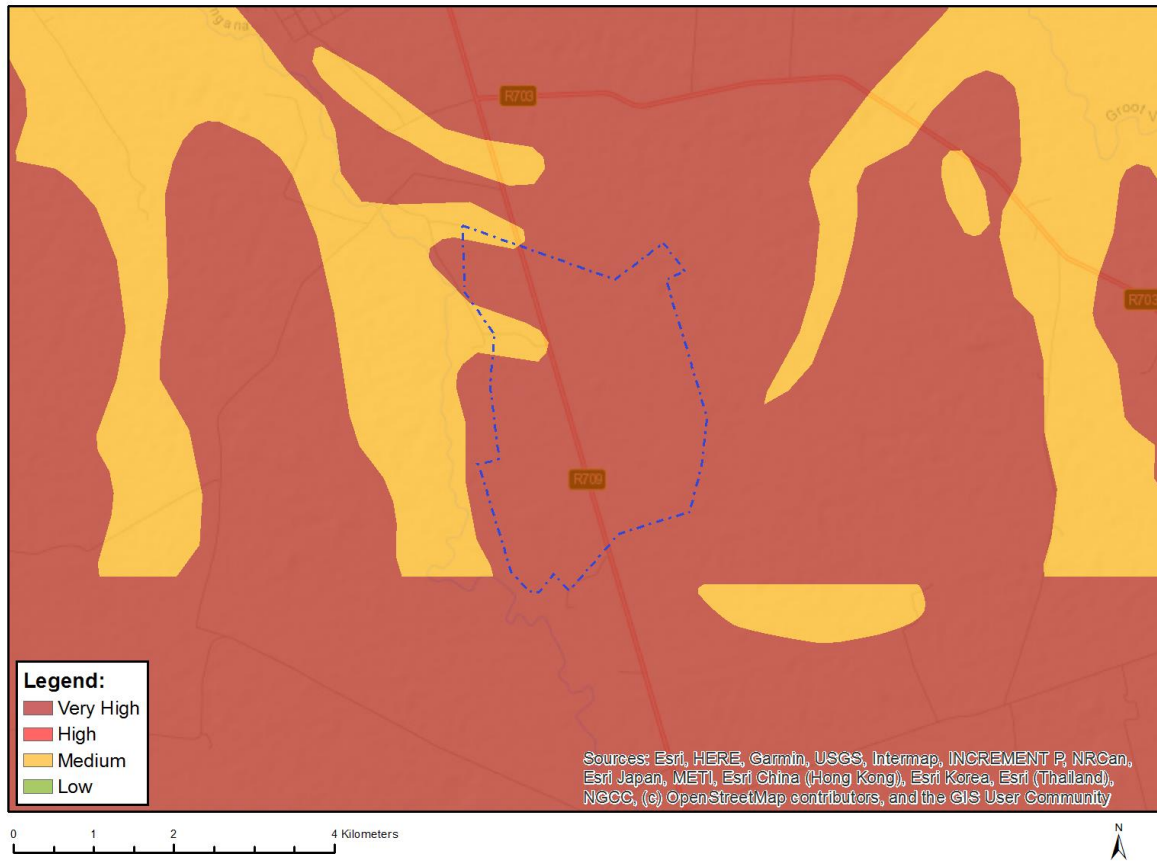 ngana
R703
Groot V
R703
R709
Legend:
Very High
High
Medium
Low
Sources: Esri, HERE, Garmin, USGS, Intermap, INCREMENT P, NRCan,
Esri Japan, METI, Esri China (Hong Kong), Esri Korea, Esri (Thailand),
NGCC, (c) OpenStreetMap contributors, and the GIS User Community
0 1 2 4 Kilometers
N